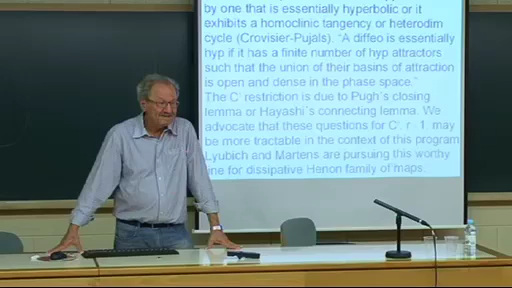 by one that is essentially hyperbolic or it
exhibits a homoclinic tangency or heterodim
cycle (Crovisier-Pujals). "A diffeo is essentially
hyp if it has a finite number of hyp attractors
such that the union of their basins of attraction
is open and dense in the phase space."
The restriction is due to Pugh's closing
lemma or Hayashi's connecting lemma. We
advocate that these questions for may
be more tractable in the context of this program
Lyubich and Martens are pursuing this worthy
one for dissipative Henon family of maps.